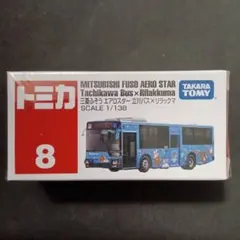 トミカ
MITSUBISHI FUSO AERO STAR
Tachikawa Bus×Rilakkuma
三菱ふそう エアロスター 立川バス×リラックマ
SCALE 1/138
TAKARA TOMY
8